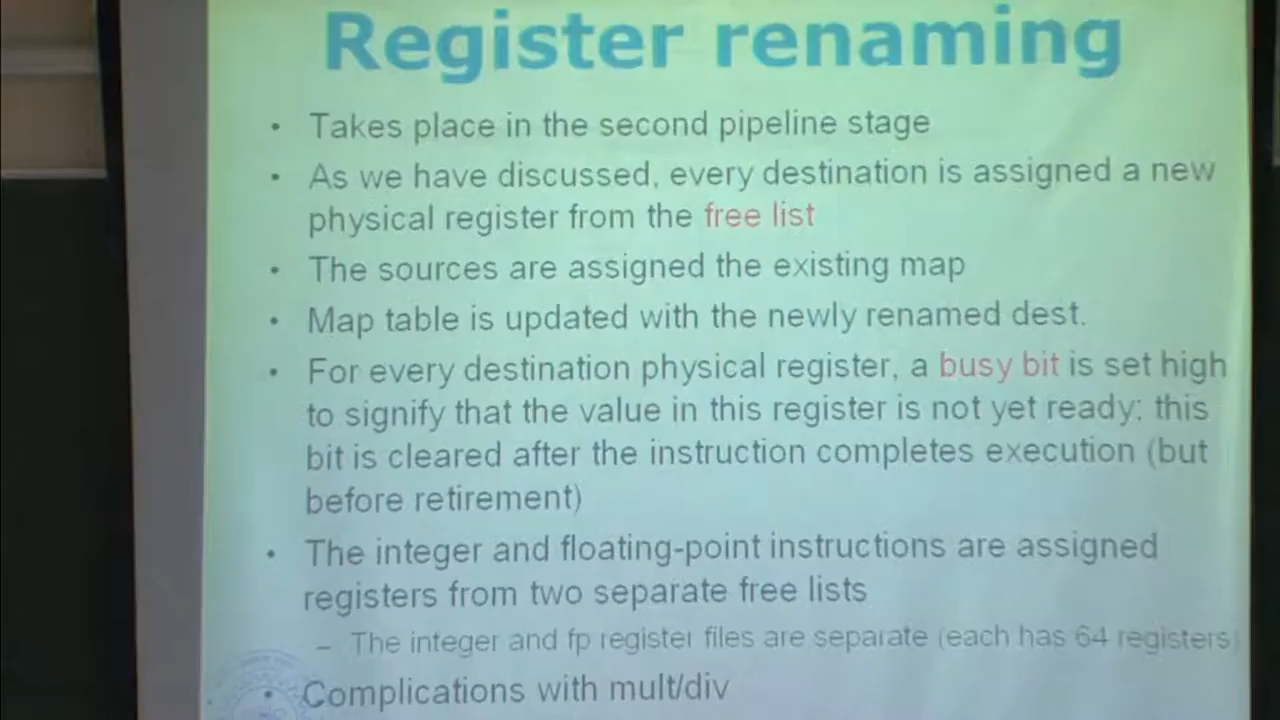 Register renaming
• Takes place in the second pipeline stage
• As we have discussed, every destination is assigned a new
physical register from the free list
• The sources are assigned the existing map
• Map table is updated with the newly renamed dest.
• For every destination physical register, a busy bit is set high
to signify that the value in this register is not yet ready; this
bit is cleared after the instruction completes execution (but
before retirement)
• The integer and floating-point instructions are assigned
registers from two separate free lists
– The integer and fp register files are separate (each has 64 registers)
• Complications with mult/div